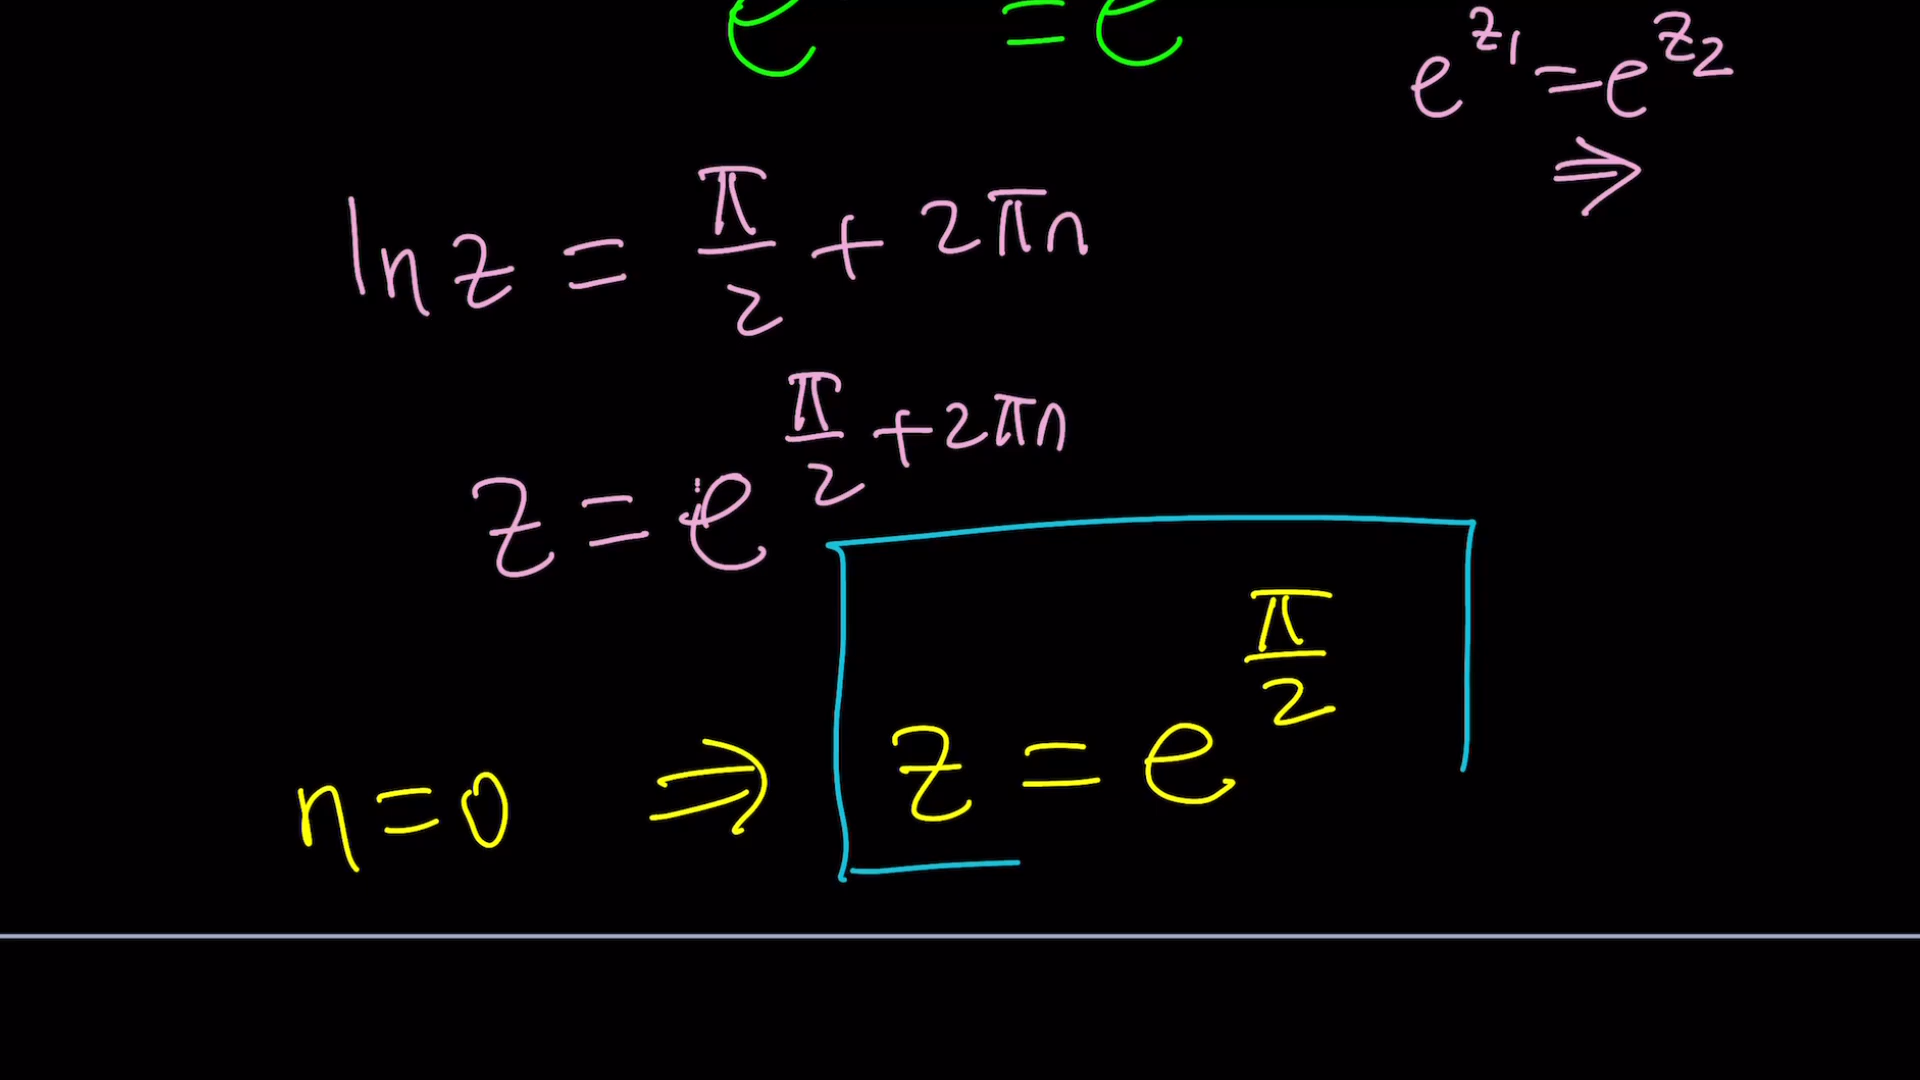 e = e
e^{z_1} = e^{z_2}
⇒
ln z = π/2 + 2πn
z = e^{π/2 + 2πn}
n = 0 ⇒ z = e^{π/2}